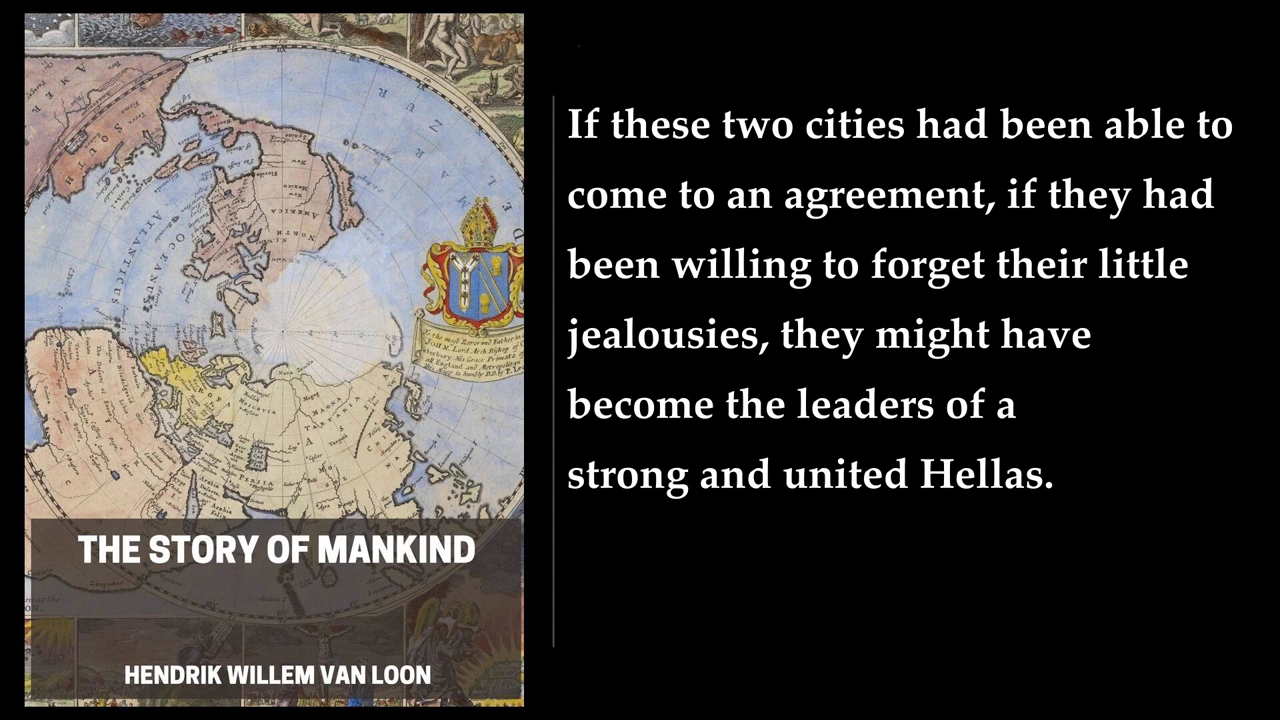 THE STORY OF MANKIND
HENDRIK WILLEM VAN LOON
If these two cities had been able to
come to an agreement, if they had
been willing to forget their little
jealousies, they might have
become the leaders of a
strong and united Hellas.